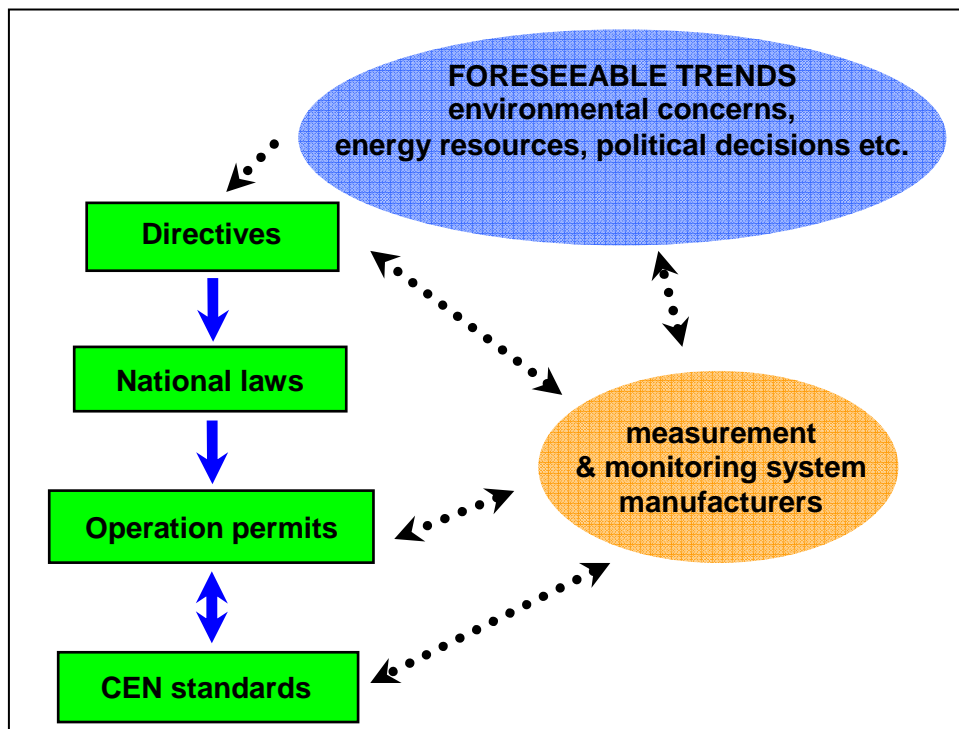 FORESEEABLE TRENDS
environmental concerns,
energy resources, political decisions etc.
Directives
National laws
measurement
& monitoring system
manufacturers
Operation permits
CEN standards